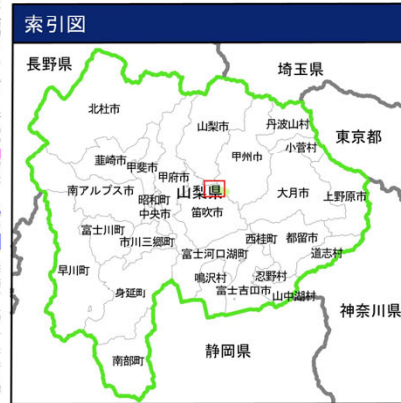 索引図
長野県
埼玉県
北杜市
山梨市
丹波山村
東京都
小菅村
韮崎市
甲斐市
甲州市
甲府市
南アルプス市
山梨県
大月市
上野原市
昭和町
中央市
笛吹市
富士川町
市川三郷町
西桂町
都留市
富士河口湖町
道志村
早川町
鳴沢村
忍野村
身延町
富士吉田市
山中湖村
神奈川県
静岡県
南部町